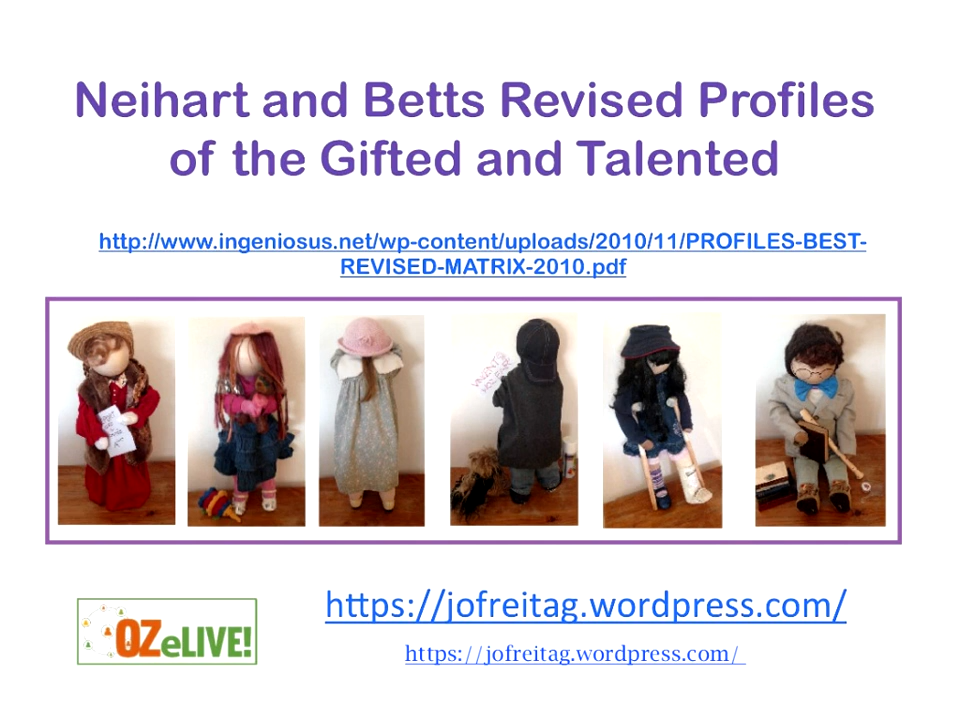 Neihart and Betts Revised Profiles
of the Gifted and Talented
http://www.ingeniosus.net/wp-content/uploads/2010/11/PROFILES-BEST-
REVISED-MATRIX-2010.pdf
OZeLIVE!
https://jofreitag.wordpress.com/
https://jofreitag.wordpress.com/